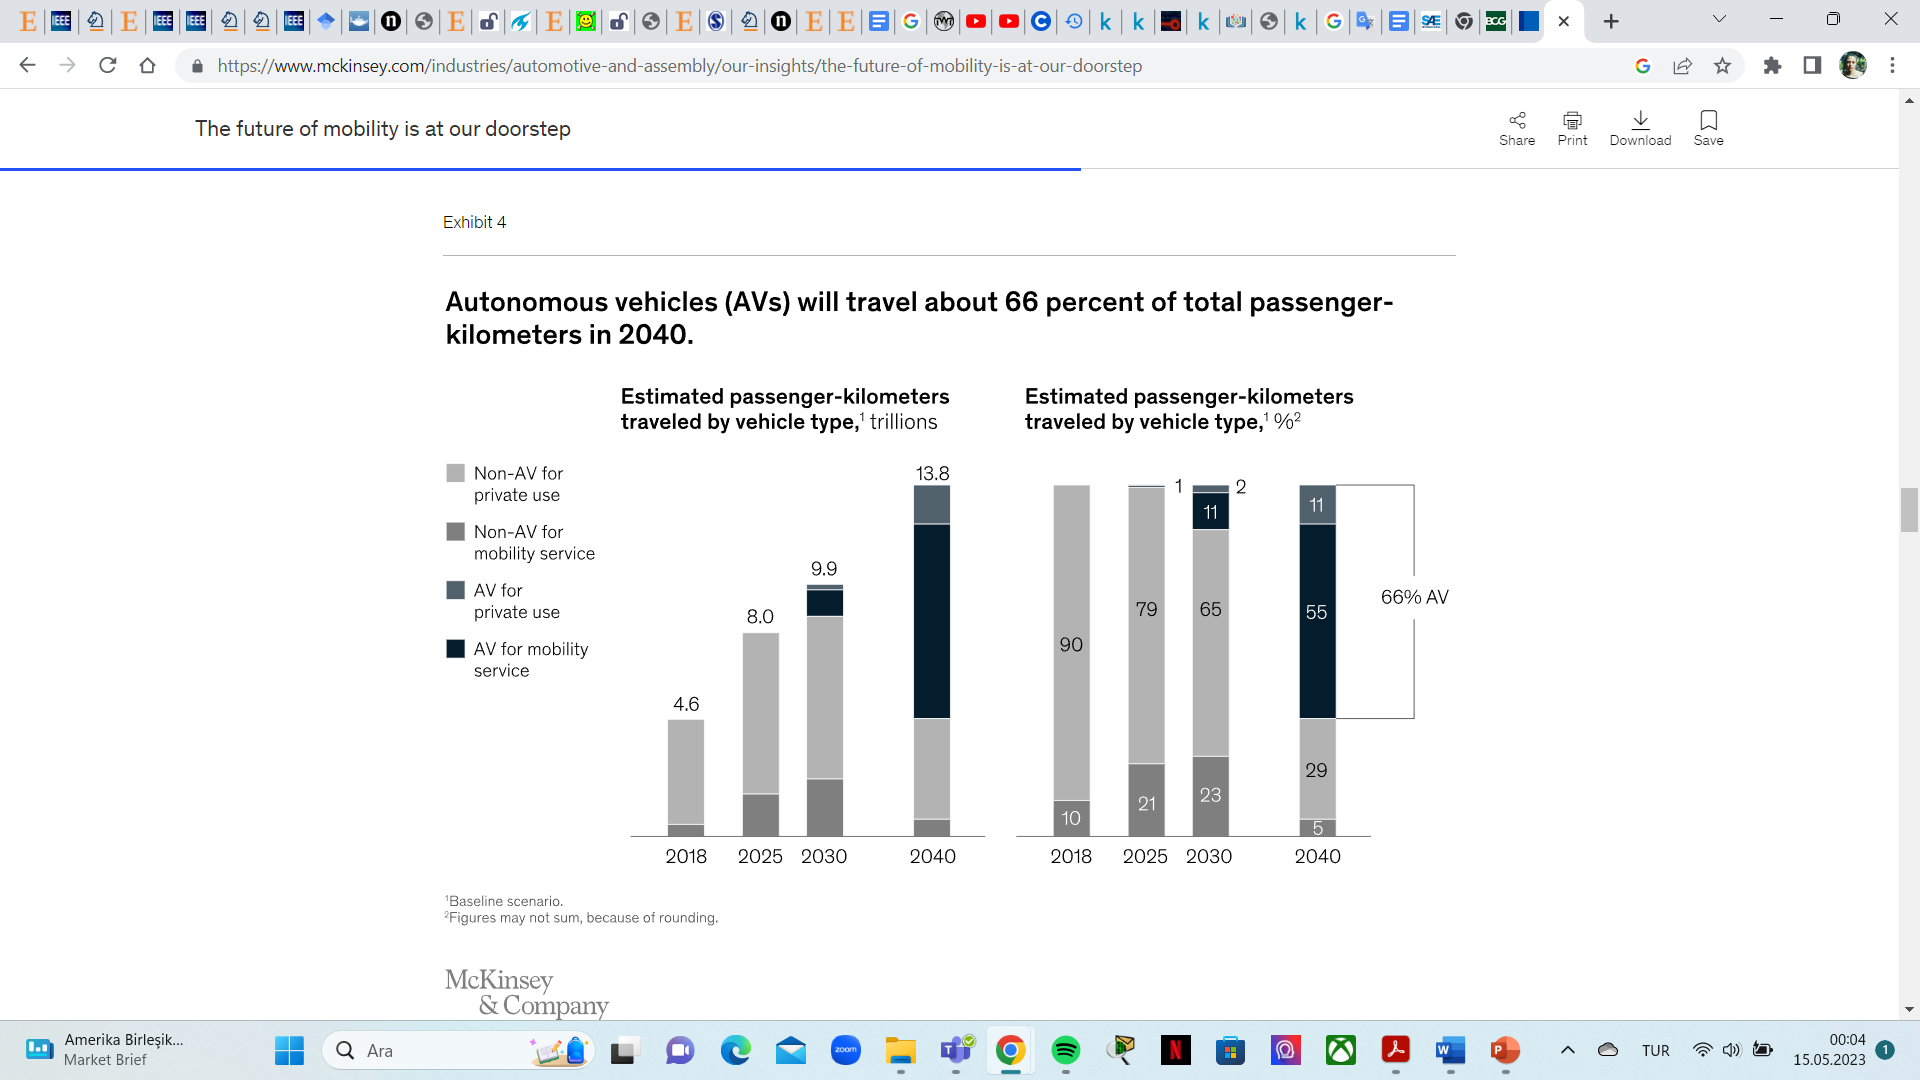 https://www.mckinsey.com/industries/automotive-and-assembly/our-insights/the-future-of-mobility-is-at-our-doorstep
The future of mobility is at our doorstep
Share Print Download Save
Exhibit 4
Autonomous vehicles (AVs) will travel about 66 percent of total passenger-
kilometers in 2040.
Estimated passenger-kilometers
traveled by vehicle type,¹ trillions
Non-AV for
private use
Non-AV for
mobility service
AV for
private use
AV for mobility
service
4.6
8.0
9.9
13.8
2018 2025 2030 2040
Estimated passenger-kilometers
traveled by vehicle type,¹ %²
90
10
1
79
21
2
11
65
23
11
55
29
5
66% AV
2018 2025 2030 2040
¹Baseline scenario.
²Figures may not sum, because of rounding.
McKinsey
& Company
Amerika Birleşik...
Market Brief
Ara
zoom
TUR
00:04
15.05.2023
1